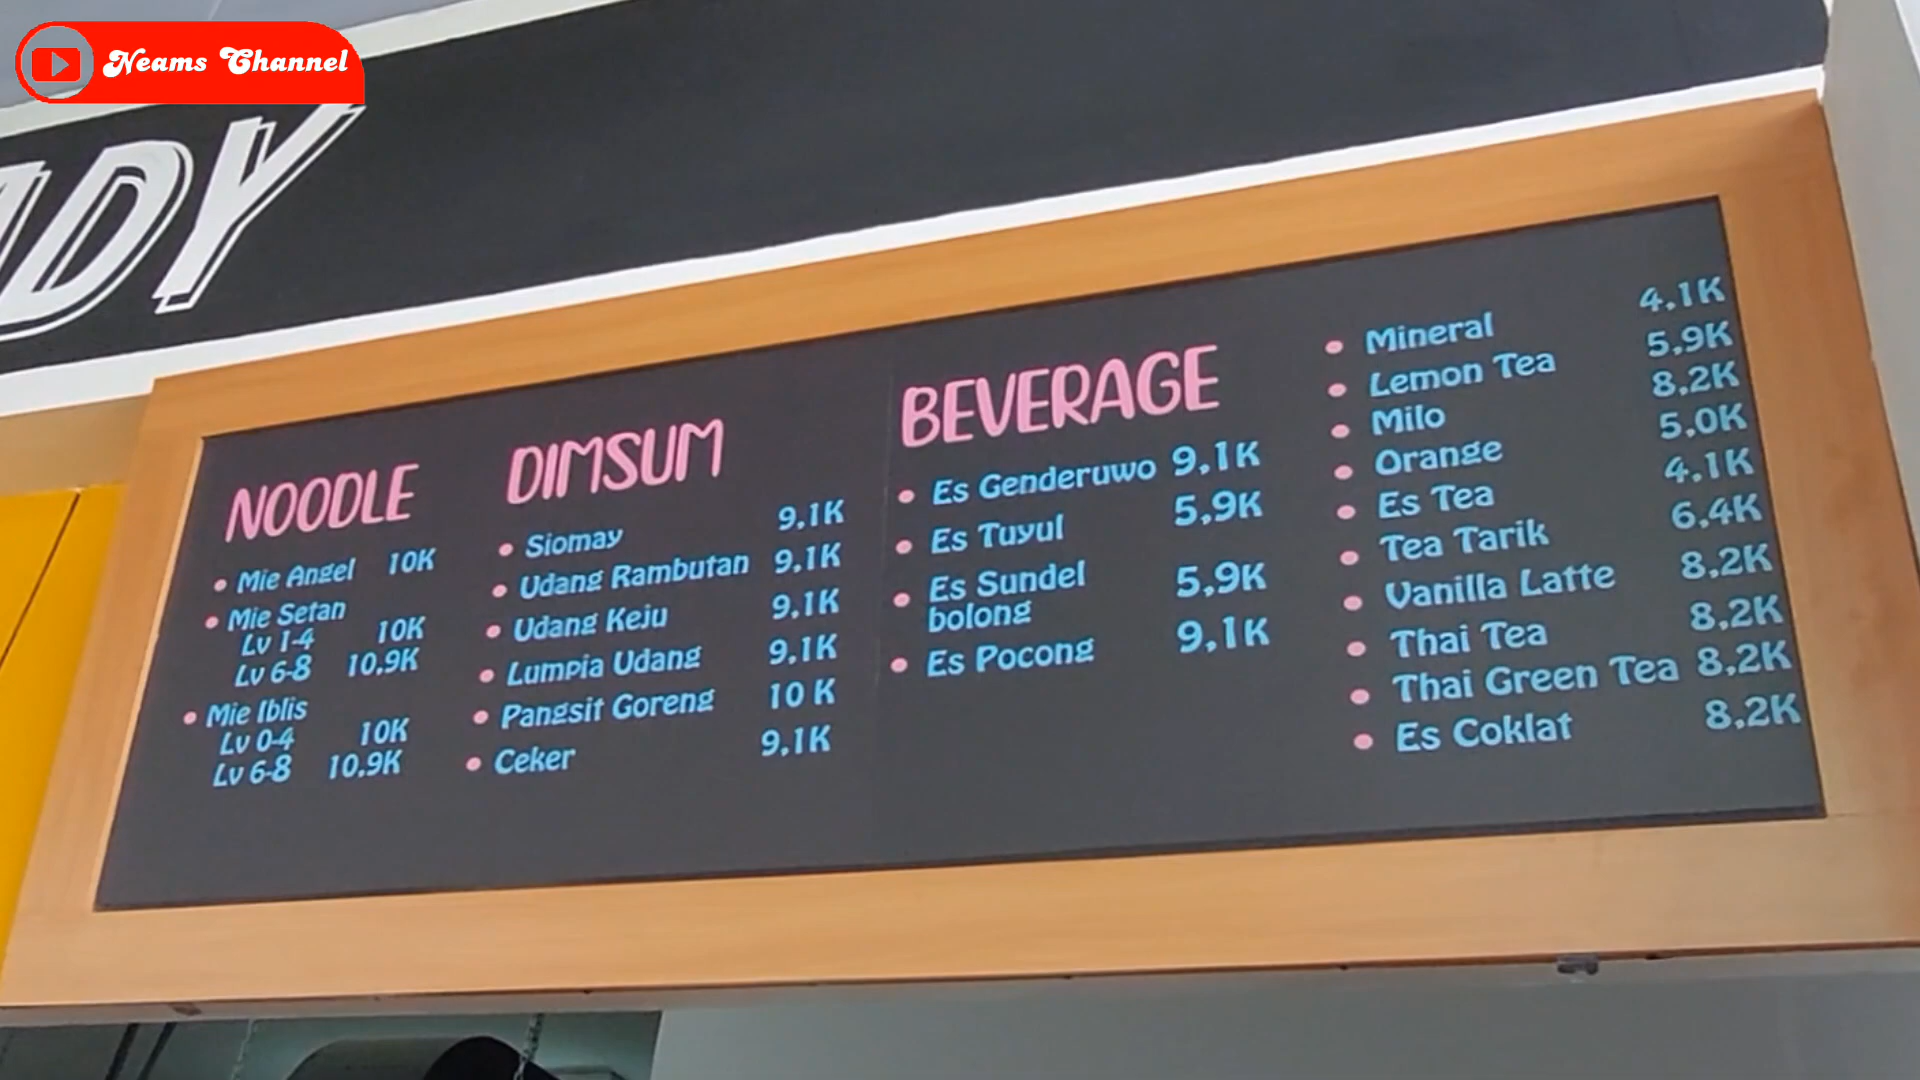 Neams Channel
ADY
NOODLE
Mie Angel 10K
Mie Setan
Lv 1-4 10K
Lv 6-8 10,9K
Mie Iblis
Lv 0-4 10K
Lv 6-8 10,9K
DIMSUM
Siomay 9,1K
Udang Rambutan 9,1K
Udang Keju 9,1K
Lumpia Udang 9,1K
Pangsit Goreng 10 K
Ceker 9,1K
BEVERAGE
Es Genderuwo 9,1K
Es Tuyul 5,9K
Es Sundel
bolong 5,9K
Es Pocong 9,1K
Mineral 4,1K
Lemon Tea 5,9K
Milo 8,2K
Orange 5,0K
Es Tea 4,1K
Tea Tarik 6,4K
Vanilla Latte 8,2K
Thai Tea 8,2K
Thai Green Tea 8,2K
Es Coklat 8,2K